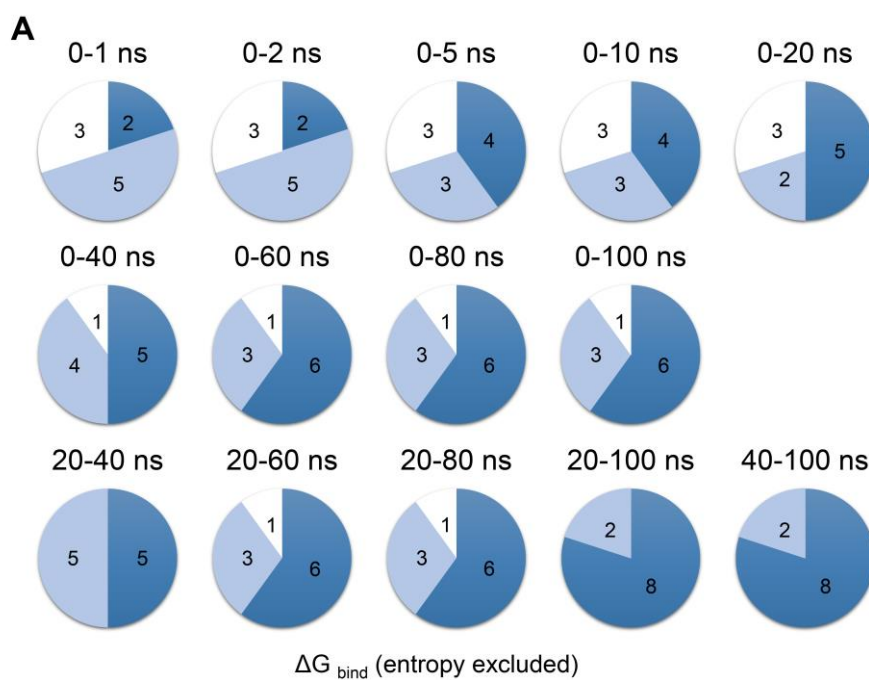 A
0-1 ns 0-2 ns 0-5 ns 0-10 ns 0-20 ns
3 2 5 3 2 5 3 4 3 3 4 3 3 5 2
0-40 ns 0-60 ns 0-80 ns 0-100 ns
1 4 5 1 3 6 1 3 6 1 3 6
20-40 ns 20-60 ns 20-80 ns 20-100 ns 40-100 ns
5 5 1 3 6 1 3 6 2 8 2 8
ΔG bind (entropy excluded)